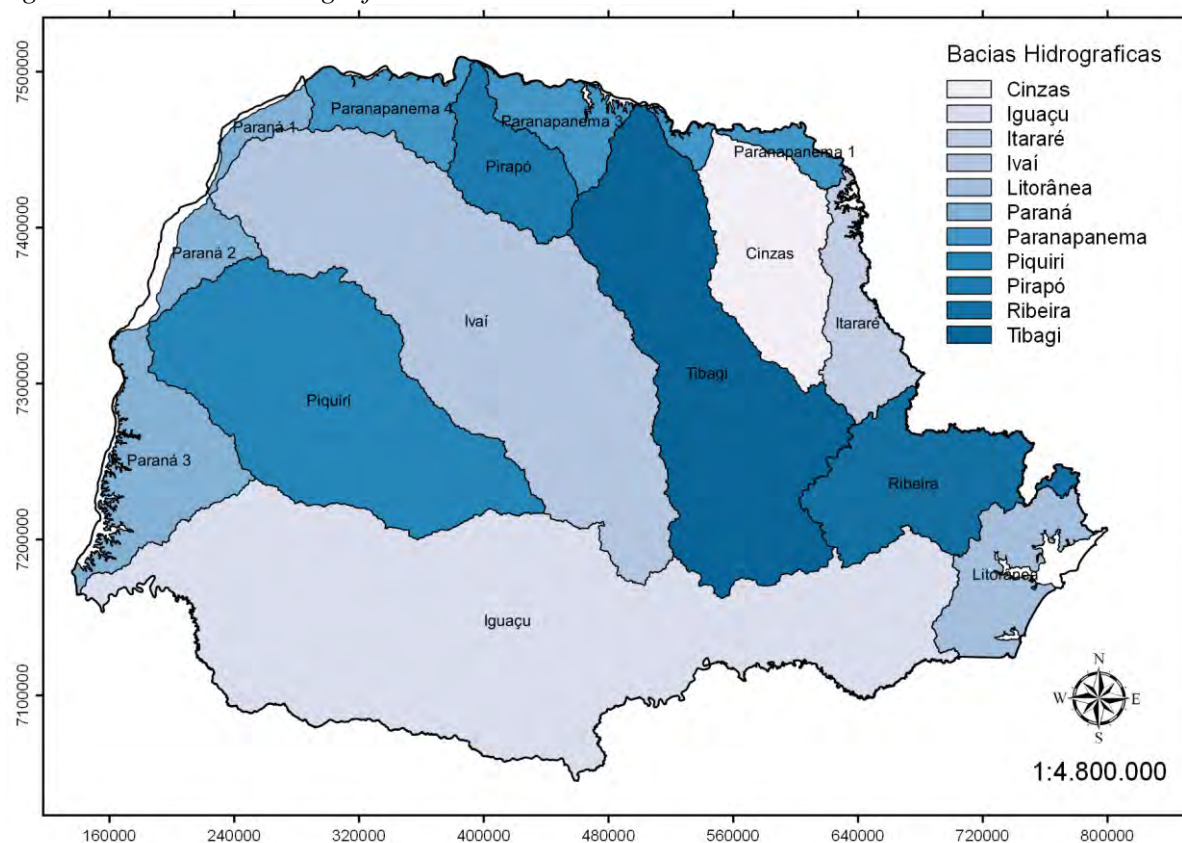 Bacias Hidrograficas
Cinzas
Iguaçu
Itararé
Ivaí
Litorânea
Paraná
Paranapanema
Piquiri
Pirapó
Ribeira
Tibagi
Paraná 1
Paranapanema 4
Paranapanema 3
Paranapanema 1
Pirapó
Paraná 2
Cinzas
Ivaí
Itararé
Tibagi
Piquirí
Paraná 3
Ribeira
Litorânea
Iguaçu
N
W
E
S
1:4.800.000
7500000
7400000
7300000
7200000
7100000
160000
240000
320000
400000
480000
560000
640000
720000
800000